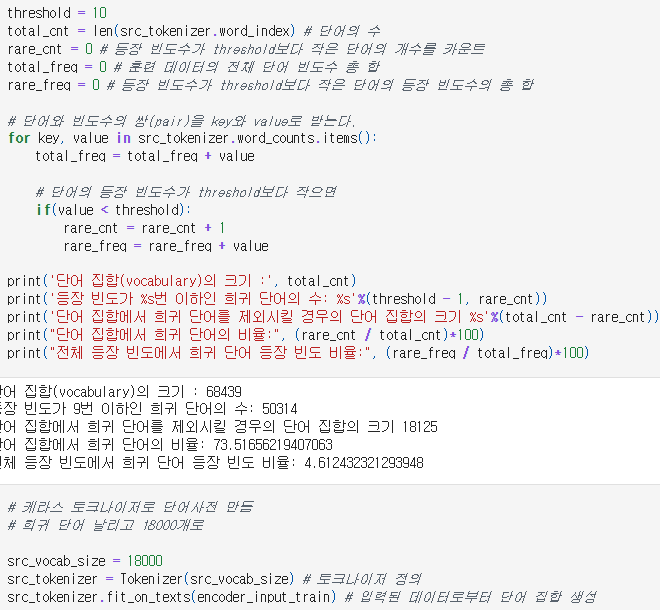 threshold = 10
total_cnt = len(src_tokenizer.word_index) # 단어의 수
rare_cnt = 0 # 등장 빈도수가 threshold보다 작은 단어의 개수를 카운트
total_freq = 0 # 훈련 데이터의 전체 단어 빈도수 총 합
rare_freq = 0 # 등장 빈도수가 threshold보다 작은 단어의 등장 빈도수의 총 합
# 단어와 빈도수의 쌍(pair)을 key와 value로 받는다.
for key, value in src_tokenizer.word_counts.items():
total_freq = total_freq + value
# 단어의 등장 빈도수가 threshold보다 작으면
if(value < threshold):
rare_cnt = rare_cnt + 1
rare_freq = rare_freq + value
print('단어 집합(vocabulary)의 크기 :', total_cnt)
print('등장 빈도가 %s번 이하인 희귀 단어의 수: %s'%(threshold - 1, rare_cnt))
print('단어 집합에서 희귀 단어를 제외시킬 경우의 단어 집합의 크기 %s'%(total_cnt - rare_cnt))
print("단어 집합에서 희귀 단어의 비율:", (rare_cnt / total_cnt)*100)
print("전체 등장 빈도에서 희귀 단어 등장 빈도 비율:", (rare_freq / total_freq)*100)
단어 집합(vocabulary)의 크기 : 68439
등장 빈도가 9번 이하인 희귀 단어의 수: 50314
단어 집합에서 희귀 단어를 제외시킬 경우의 단어 집합의 크기 18125
단어 집합에서 희귀 단어의 비율: 73.51656219407063
전체 등장 빈도에서 희귀 단어 등장 빈도 비율: 4.612432321293948
# 케라스 토크나이저로 단어사전 만듦
# 희귀 단어 날리고 18000개로
src_vocab_size = 18000
src_tokenizer = Tokenizer(src_vocab_size) # 토크나이저 정의
src_tokenizer.fit_on_texts(encoder_input_train) # 입력된 데이터로부터 단어 집합 생성